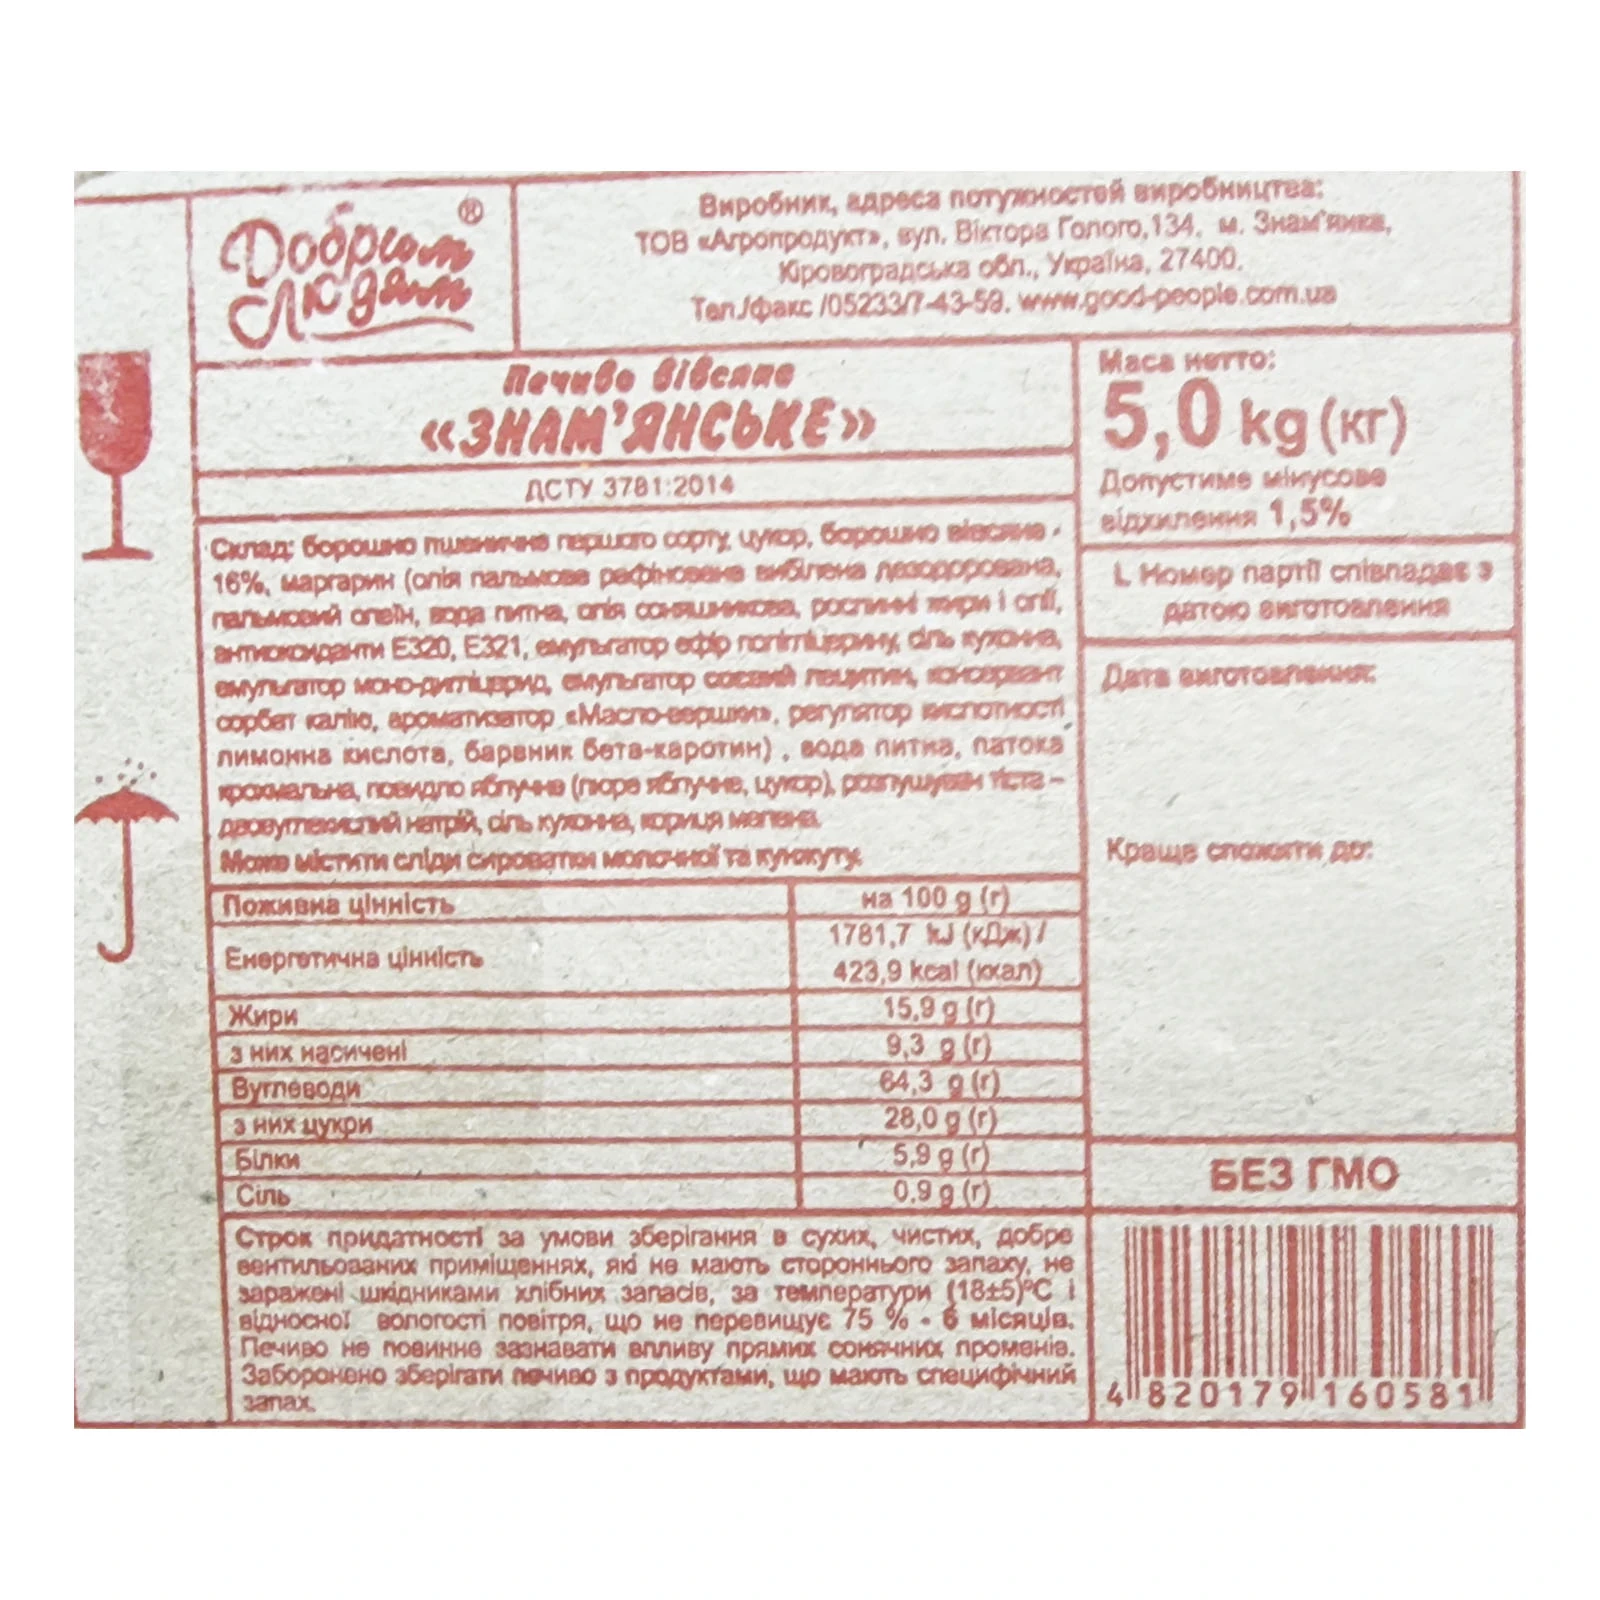 Добрим
Людям®
Виробник, адреса потужностей виробництва:
ТОВ «Агропродукт», вул. Віктора Голого,134, м. Знам'янка,
Кіровоградська обл., Україна, 27400.
Тел./факс /05233/7-43-59. www.good-people.com.ua
Печиво вівсяне
«ЗНАМ'ЯНСЬКЕ»
ДСТУ 3781:2014
Склад: борошно пшеничне першого сорту, цукор, борошно вівсяне -
16%, маргарин (олія пальмова рафінована вибілена дезодорована,
пальмовий олеїн, вода питна, олія соняшникова, рослинні жири і олії,
антиоксиданти Е320, Е321, емульгатор ефір полігліцерину, сіль кухонна,
емульгатор моно-дигліцерид, емульгатор соєвий лецитин, консервант
сорбат калію, ароматизатор «Масло-вершки», регулятор кислотності
лимонна кислота, барвник бета-каротин) , вода питна, патока
крохмальна, повидло яблучне (пюре яблучне, цукор), розпушувач тіста –
двовуглекислий натрій, сіль кухонна, кориця мелена.
Може містити сліди сироватки молочної та кунжуту.
Поживна цінність на 100 g (г)
Енергетична цінність 1781,7 kJ (кДж) /
423,9 kcal (ккал)
Жири 15,9 g (г)
з них насичені 9,3 g (г)
Вуглеводи 64,3 g (г)
з них цукри 28,0 g (г)
Білки 5,9 g (г)
Сіль 0,9 g (г)
Строк придатності за умови зберігання в сухих, чистих, добре
вентильованих приміщеннях, які не мають стороннього запаху, не
заражені шкідниками хлібних запасів, за температури (18±5)°С і
відносної вологості повітря, що не перевищує 75 % - 6 місяців.
Печиво не повинне зазнавати впливу прямих сонячних променів.
Заборонено зберігати печиво з продуктами, що мають специфічний
запах.
Маса нетто:
5,0 kg (кг)
Допустиме мінусове
відхилення 1,5%
L Номер партії співпадає з
датою виготовлення
Дата виготовлення:
Краще спожити до:
БЕЗ ГМО
4 820179 160581